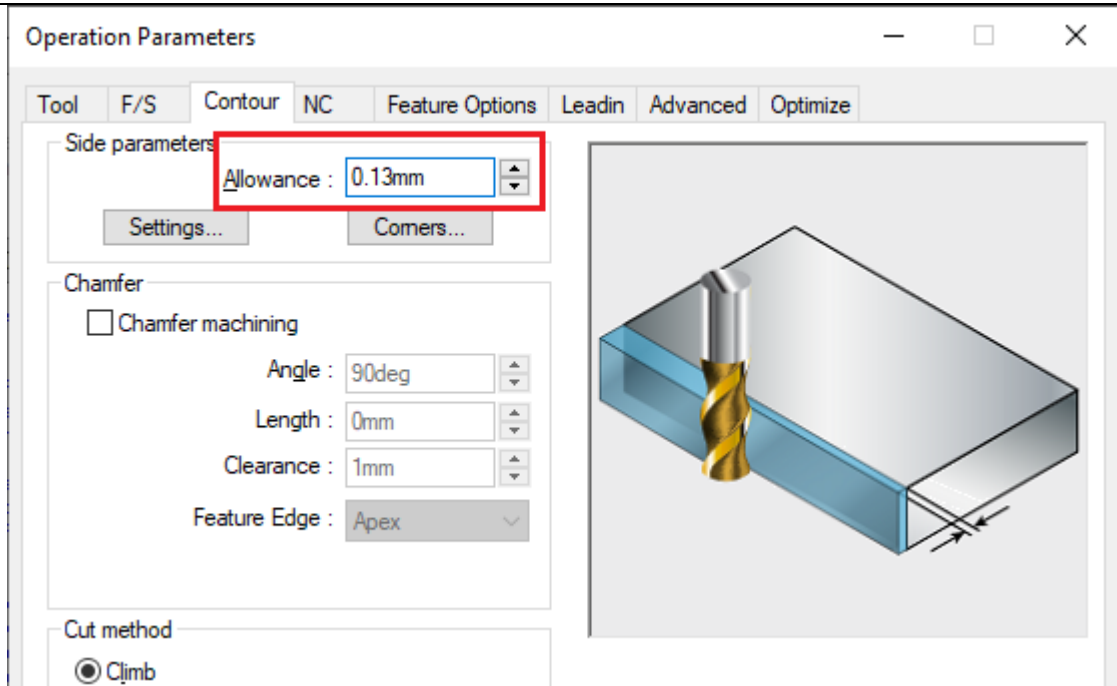 Operation Parameters
Tool F/S Contour NC Feature Options Leadin Advanced Optimize
Side parameters
Allowance : 0.13mm
Settings... Corners...
Chamfer
Chamfer machining
Angle : 90deg
Length : 0mm
Clearance : 1mm
Feature Edge : Apex
Cut method
Climb